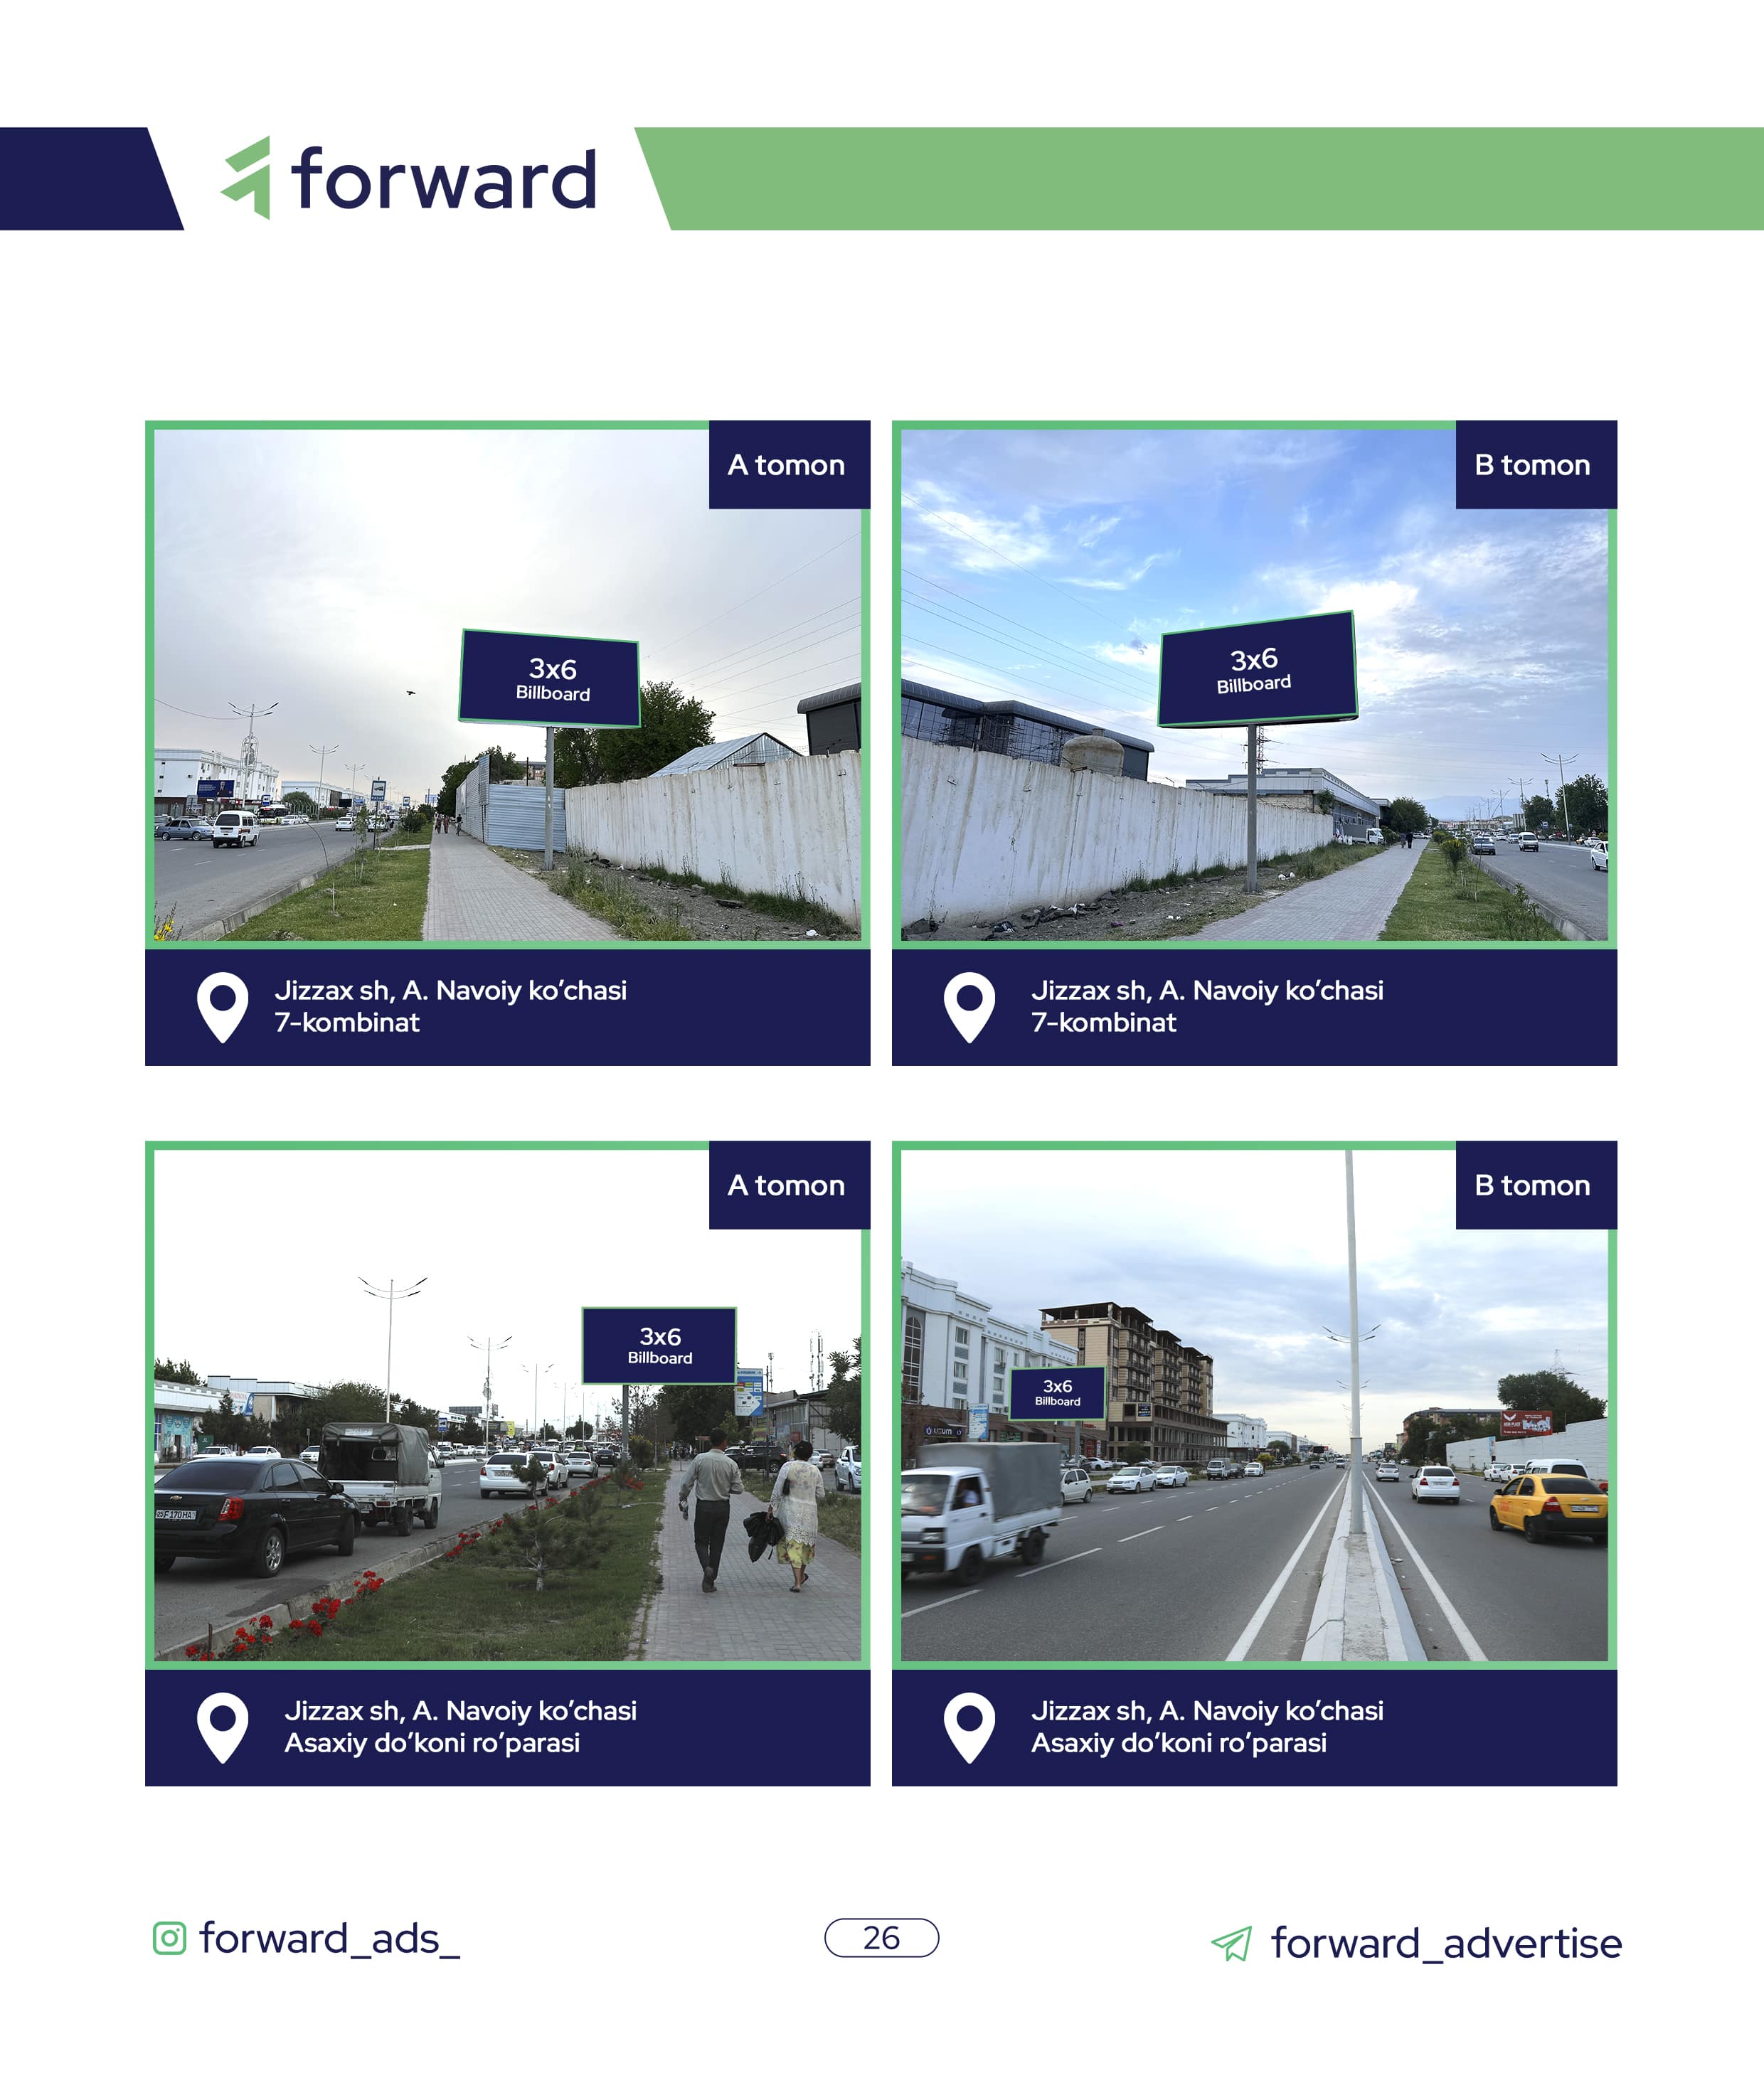 forward
A tomon
3x6
Billboard
Jizzax sh, A. Navoiy ko’chasi
7-kombinat
B tomon
3x6
Billboard
Jizzax sh, A. Navoiy ko’chasi
7-kombinat
A tomon
3x6
Billboard
Jizzax sh, A. Navoiy ko’chasi
Asaxiy do’koni ro’parasi
B tomon
3x6
Billboard
uzum
Jizzax sh, A. Navoiy ko’chasi
Asaxiy do’koni ro’parasi
forward_ads_
26
forward_advertise